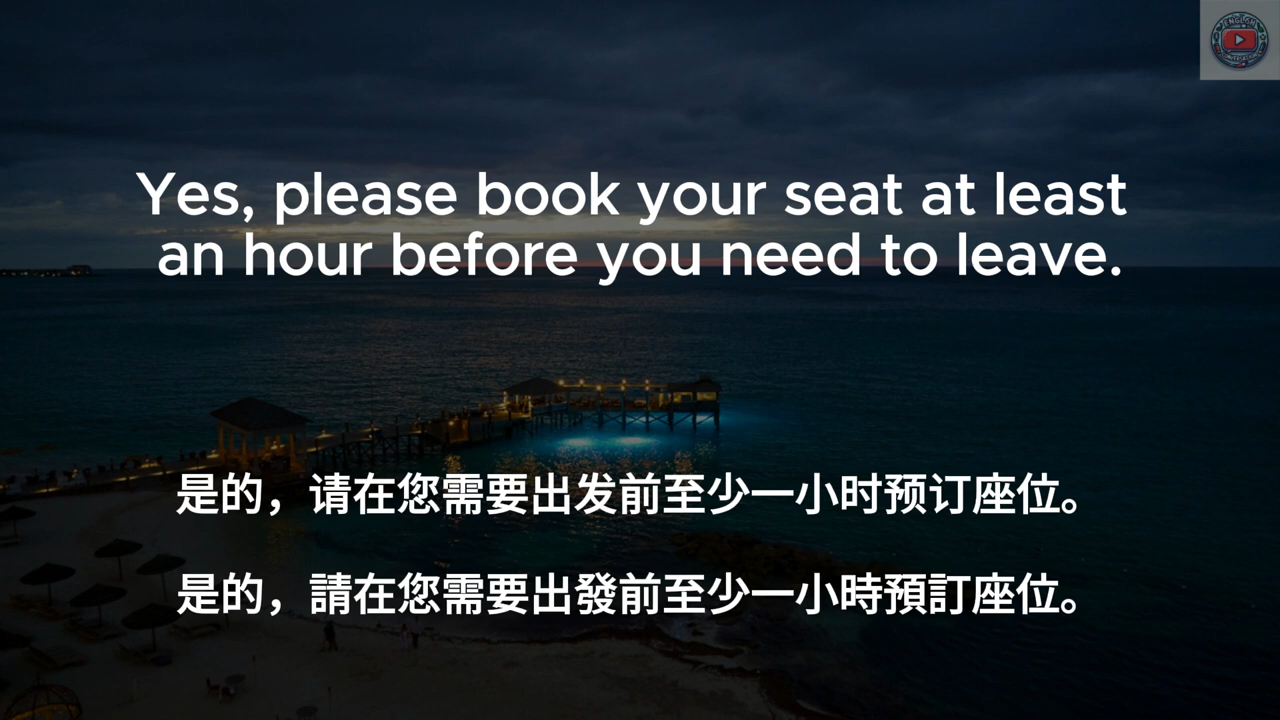 Yes, please book your seat at least
an hour before you need to leave.
是的，请在您需要出发前至少一小时预订座位。
是的，請在您需要出發前至少一小時預訂座位。
ENGLISH